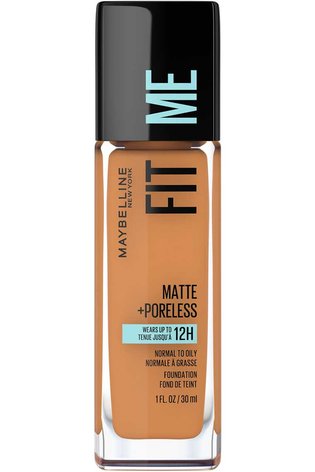 FIT ME
MAYBELLINE
NEW YORK
MATTE
+PORELESS
WEARS UP TO
TENUE JUSQU'À
12H
NORMAL TO OILY
NORMALE À GRASSE
FOUNDATION
FOND DE TEINT
1 FL. OZ / 30 ml